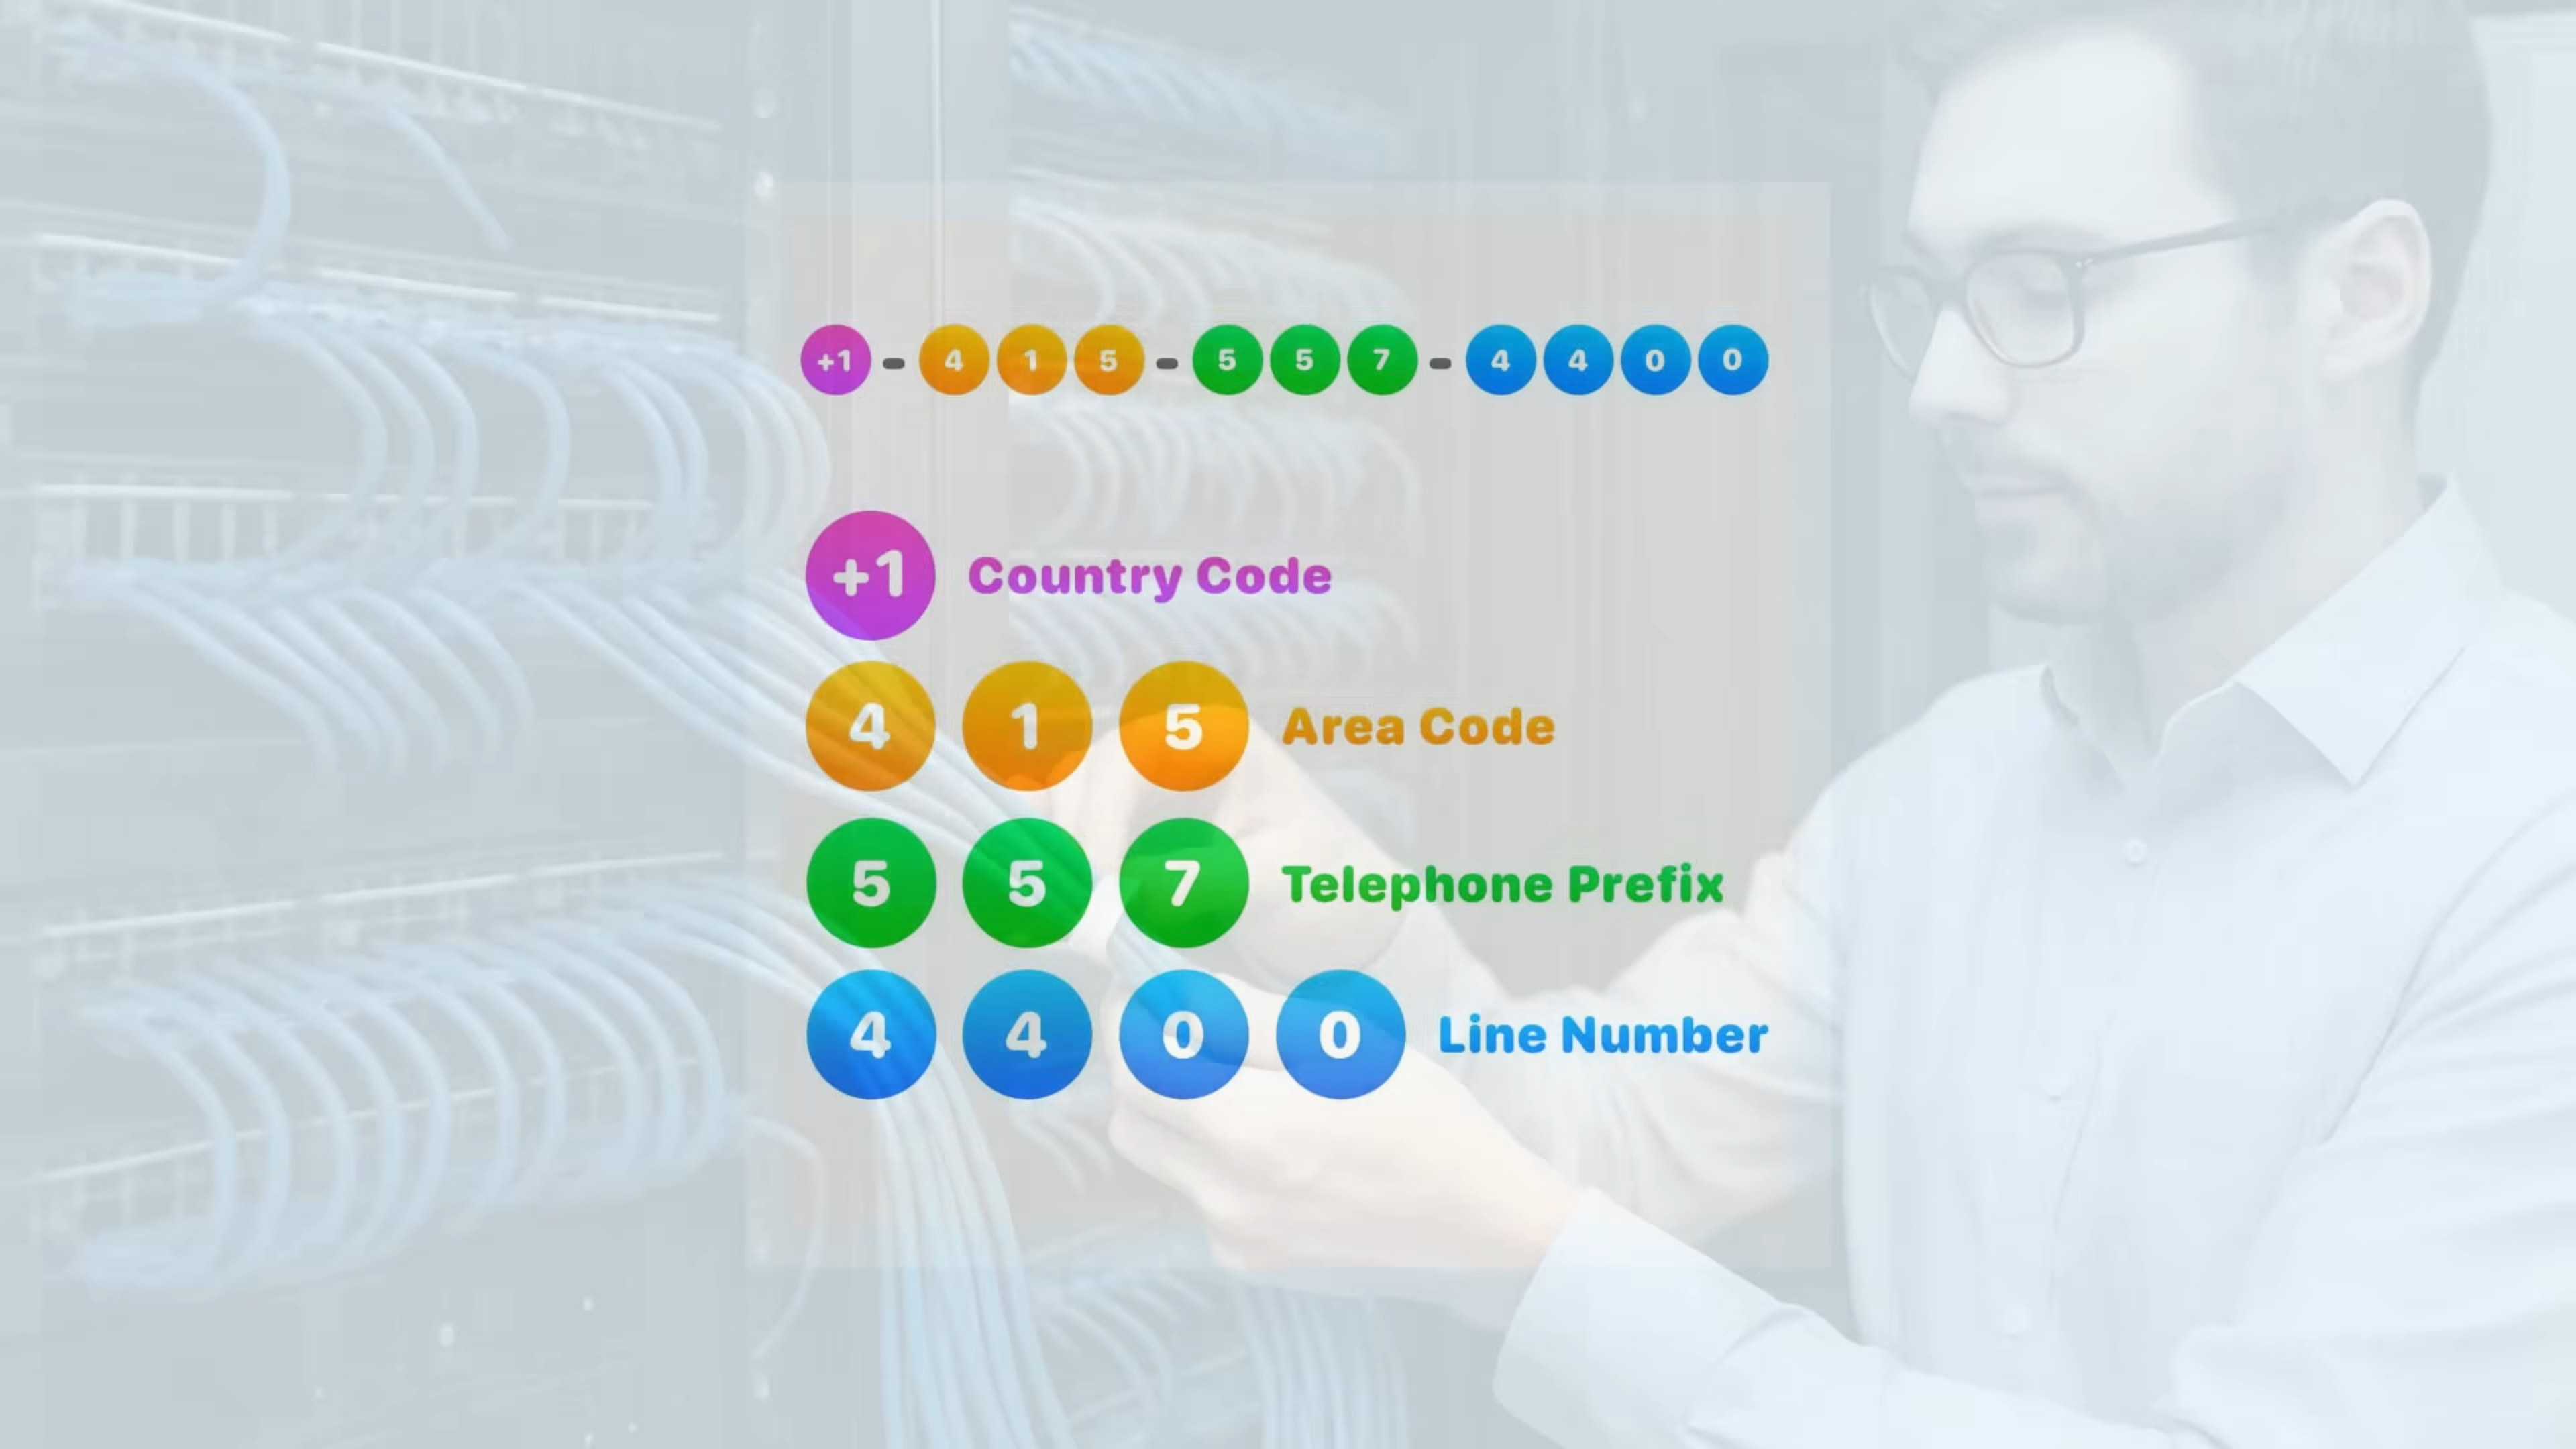 +1 - 4 1 5 - 5 5 7 - 4 4 0 0
+1 Country Code
4 1 5 Area Code
5 5 7 Telephone Prefix
4 4 0 0 Line Number